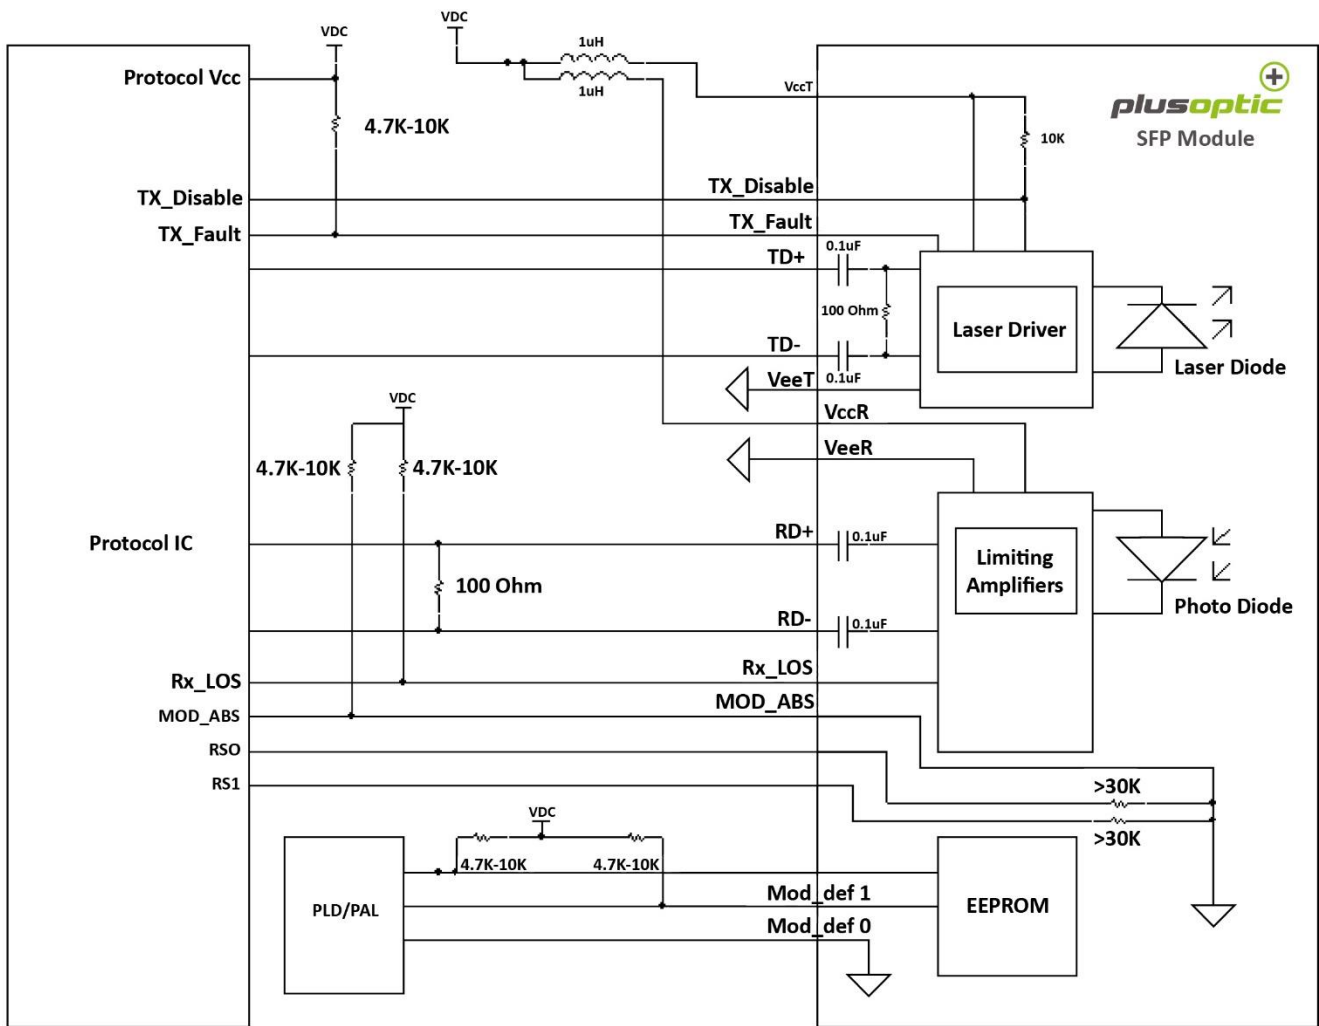 VDC
VDC
1uH
1uH
Protocol Vcc
VccT
plusoptic
SFP Module
4.7K-10K
10K
TX_Disable
TX_Disable
TX_Fault
TX_Fault
TD+
0.1uF
100 Ohm
Laser Driver
TD-
0.1uF
Laser Diode
VeeT
VccR
VDC
VeeR
4.7K-10K
4.7K-10K
Protocol IC
RD+
0.1uF
Limiting
Amplifiers
100 Ohm
Photo Diode
RD-
0.1uF
Rx_LOS
Rx_LOS
MOD_ABS
MOD_ABS
RSO
RS1
>30K
>30K
VDC
4.7K-10K
4.7K-10K
PLD/PAL
Mod_def 1
EEPROM
Mod_def 0